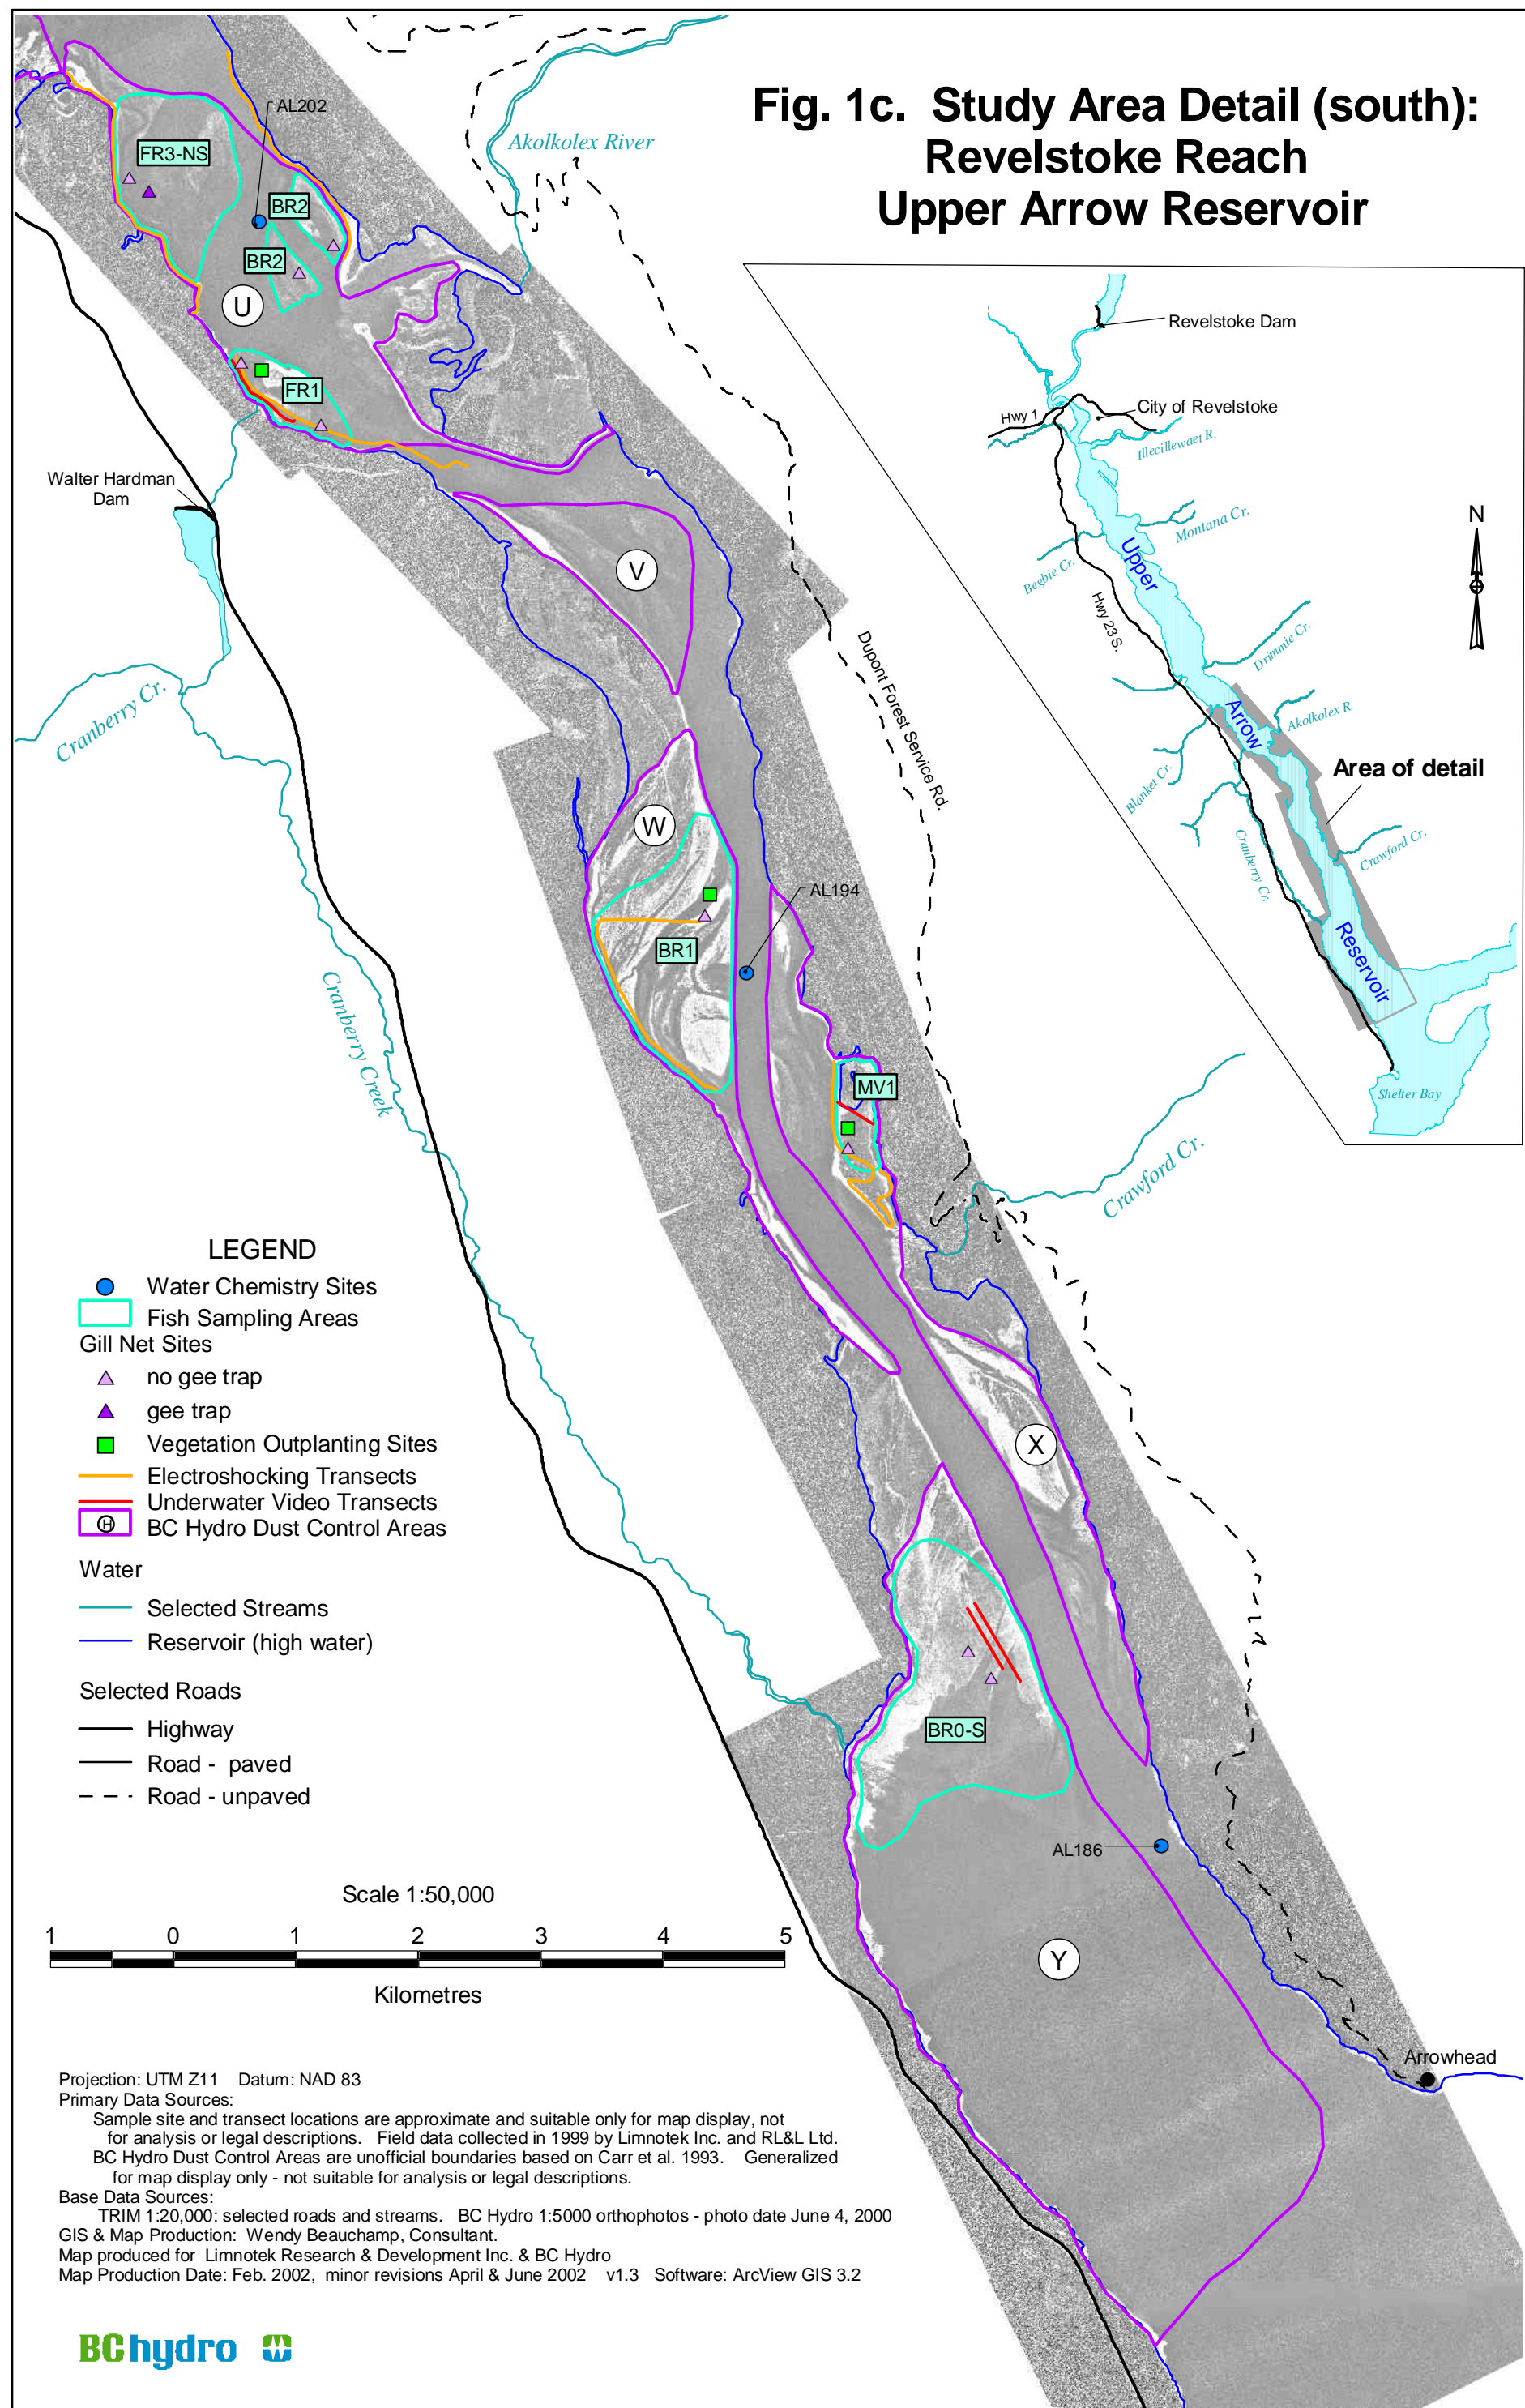 Fig. 1c. Study Area Detail (south):
Revelstoke Reach
Upper Arrow Reservoir
AL202
Akolkolex River
FR3-NS
BR2
BR2
U
FR1
Walter Hardman
Dam
V
Cranberry Cr.
Dupont Forest Service Rd.
W
AL194
BR1
MV1
Cranberry Creek
Crawford Cr.
X
BR0-S
AL186
Y
Arrowhead
Revelstoke Dam
City of Revelstoke
Hwy 1
Illecillewaet R.
Montana Cr.
Begbie Cr.
Upper
Hwy 23 S.
Drimmie Cr.
N
Arrow
Akolkolex R.
Area of detail
Blanket Cr.
Cranberry Cr.
Crawford Cr.
Reservoir
Shelter Bay
LEGEND
Water Chemistry Sites
Fish Sampling Areas
Gill Net Sites
no gee trap
gee trap
Vegetation Outplanting Sites
Electroshocking Transects
Underwater Video Transects
H BC Hydro Dust Control Areas
Water
Selected Streams
Reservoir (high water)
Selected Roads
Highway
Road - paved
Road - unpaved
Scale 1:50,000
1 0 1 2 3 4 5
Kilometres
Projection: UTM Z11 Datum: NAD 83
Primary Data Sources:
Sample site and transect locations are approximate and suitable only for map display, not
for analysis or legal descriptions. Field data collected in 1999 by Limnotek Inc. and RL&L Ltd.
BC Hydro Dust Control Areas are unofficial boundaries based on Carr et al. 1993. Generalized
for map display only - not suitable for analysis or legal descriptions.
Base Data Sources:
TRIM 1:20,000: selected roads and streams. BC Hydro 1:5000 orthophotos - photo date June 4, 2000
GIS & Map Production: Wendy Beauchamp, Consultant.
Map produced for Limnotek Research & Development Inc. & BC Hydro
Map Production Date: Feb. 2002, minor revisions April & June 2002 v1.3 Software: ArcView GIS 3.2
BC hydro